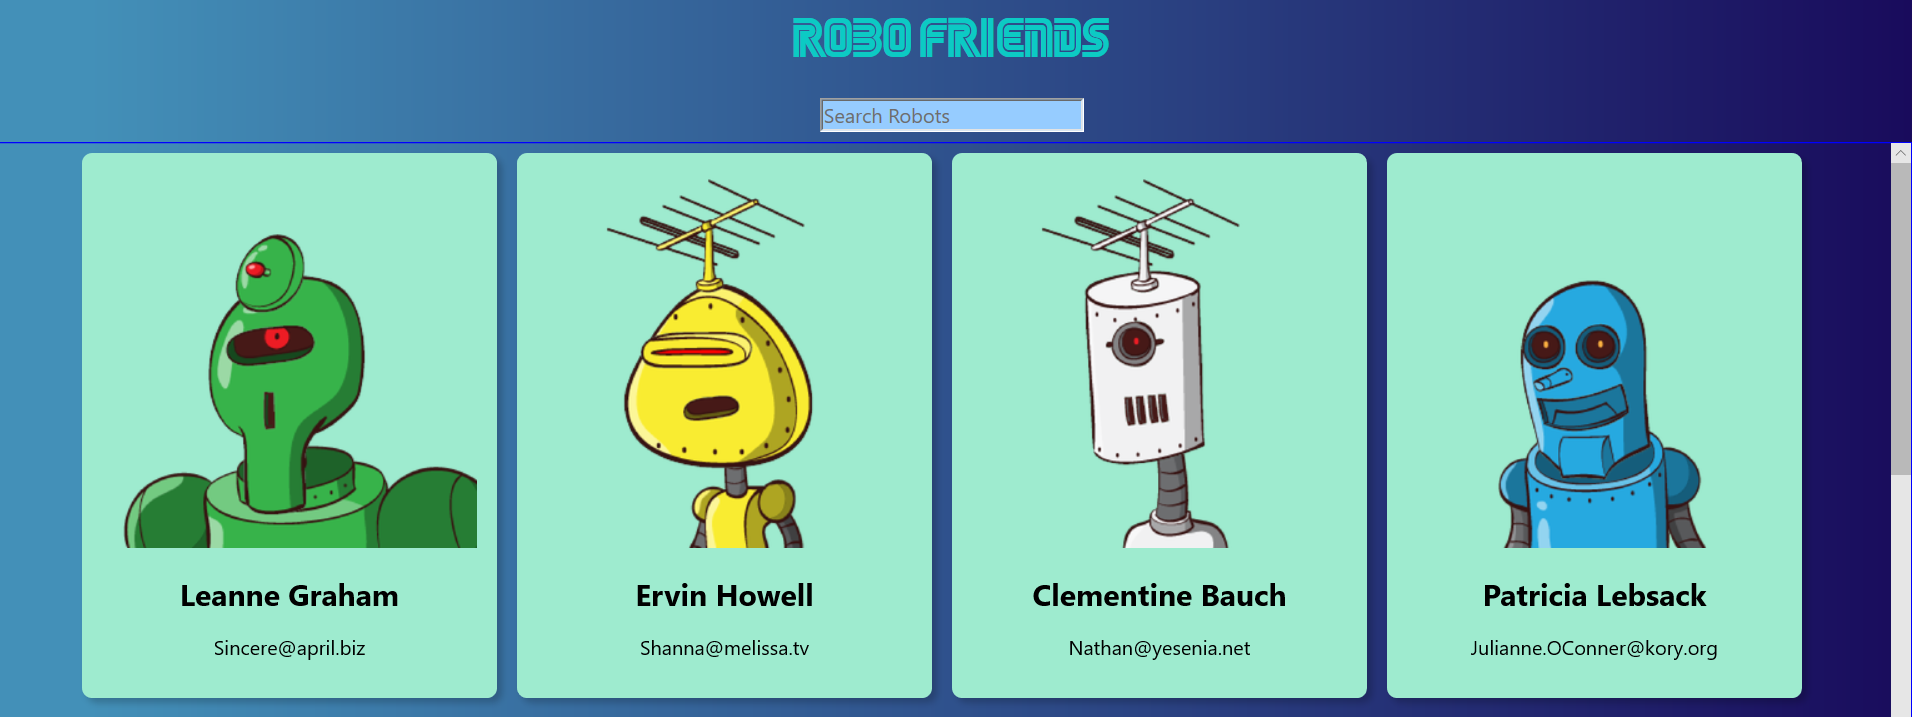 ROBO FRIENDS
Search Robots
Leanne Graham
Sincere@april.biz
Ervin Howell
Shanna@melissa.tv
Clementine Bauch
Nathan@yesenia.net
Patricia Lebsack
Julianne.OConner@kory.org